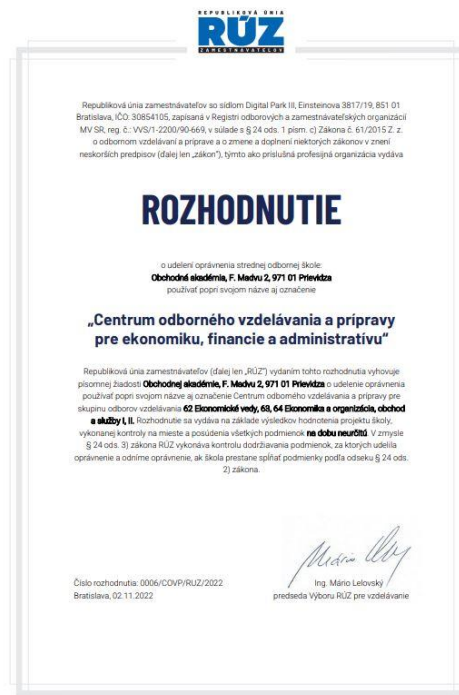 REPUBLIKOVÁ ÚNIA
RÚZ
ZAMESTNÁVATEĽOV
Republiková únia zamestnávateľov so sídlom Digital Park III, Einsteinova 3817/19, 851 01
Bratislava, IČO: 30854105, zapísaná v Registri odborových a zamestnávateľských organizácií
MV SR, reg. č.: VVS/1-2200/90-669, v súlade s § 24 ods. 1 písm. c) Zákona č. 61/2015 Z. z.
o odbornom vzdelávaní a príprave a o zmene a doplnení niektorých zákonov v znení
neskorších predpisov (ďalej len „zákon"), týmto ako príslušná profesijná organizácia vydáva
ROZHODNUTIE
o udelení oprávnenia strednej odbornej škole:
Obchodná akadémia, F. Madvu 2, 971 01 Prievidza
používať popri svojom názve aj označenie
„Centrum odborného vzdelávania a prípravy
pre ekonomiku, financie a administratívu"
Republiková únia zamestnávateľov (ďalej len „RÚZ") vydaním tohto rozhodnutia vyhovuje
písomnej žiadosti Obchodnej akadémie, F. Madvu 2, 971 01 Prievidza o udelenie oprávnenia
používať popri svojom názve aj označenie Centrum odborného vzdelávania a prípravy pre
skupinu odborov vzdelávania 62 Ekonomické vedy, 63, 64 Ekonomika a organizácia, obchod
a služby I, II. Rozhodnutie sa vydáva na základe výsledkov hodnotenia projektu školy,
vykonanej kontroly na mieste a posúdenia všetkých podmienok na dobu neurčitú. V zmysle
§ 24 ods. 3) zákona RÚZ vykonáva kontrolu dodržiavania podmienok, za ktorých udelila
oprávnenie a odníme oprávnenie, ak škola prestane spĺňať podmienky podľa odseku § 24 ods.
2) zákona.
Číslo rozhodnutia: 0006/COVP/RUZ/2022
Bratislava, 02.11.2022
Ing. Mário Lelovský
predseda Výboru RÚZ pre vzdelávanie